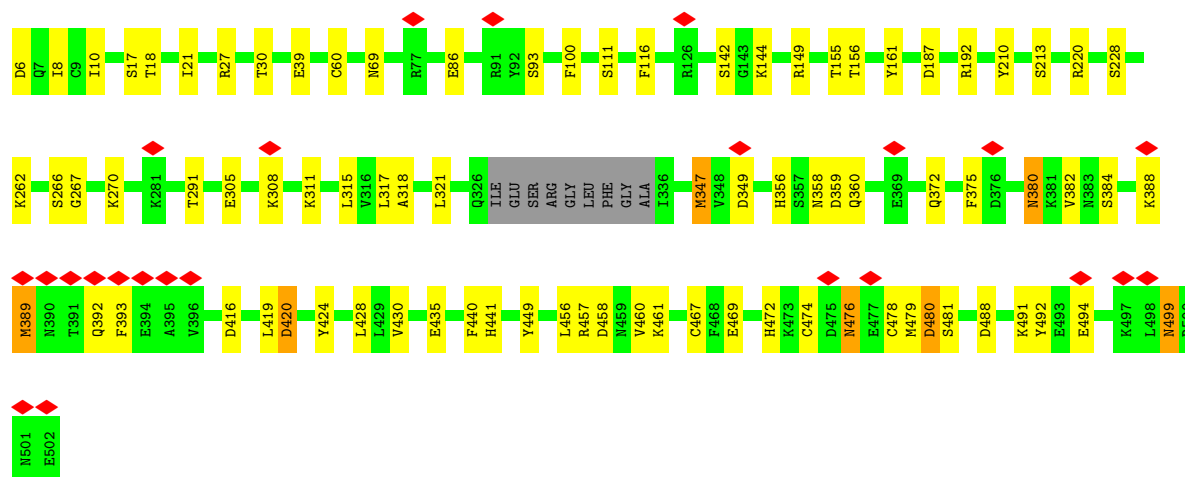 D6 Q7 I8 C9 I10 S17 T18 I21 R27 T30 E39 C60 N69 R77 E86 R91 Y92 S93 F100 S111 F116 R126 S142 G143 K144 R149 T155 T156 Y161 D187 R192 Y210 S213 R220 S228
K262 S266 G267 K270 K281 T291 E305 K308 K311 L315 V316 L317 A318 L321 Q326 ILE GLU SER ARG GLY LEU PHE GLY ALA I336 M347 V348 D349 H356 S357 N358 D359 Q360 E369 Q372 F375 D376 N380 K381 V382 N383 S384 K388
M389 N390 T391 Q392 F393 E394 A395 V396 D416 L419 D420 Y424 L428 L429 V430 E435 F440 H441 Y449 L456 R457 D458 N459 V460 K461 C467 F468 E469 H472 K473 C474 D475 N476 E477 C478 M479 D480 S481 D488 K491 Y492 E493 E494 K497 L498 N499
N501 E502